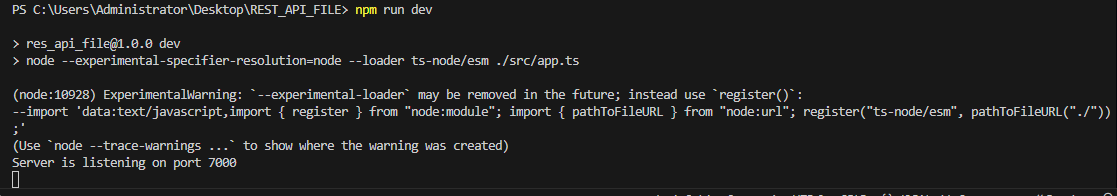 PS C:\Users\Administrator\Desktop\REST_API_FILE> npm run dev
> res_api_file@1.0.0 dev
> node --experimental-specifier-resolution=node --loader ts-node/esm ./src/app.ts
(node:10928) ExperimentalWarning: `--experimental-loader` may be removed in the future; instead use `register()`:
--import 'data:text/javascript,import { register } from "node:module"; import { pathToFileURL } from "node:url"; register("ts-node/esm", pathToFileURL("./"))
;'
(Use `node --trace-warnings ...` to show where the warning was created)
Server is listening on port 7000